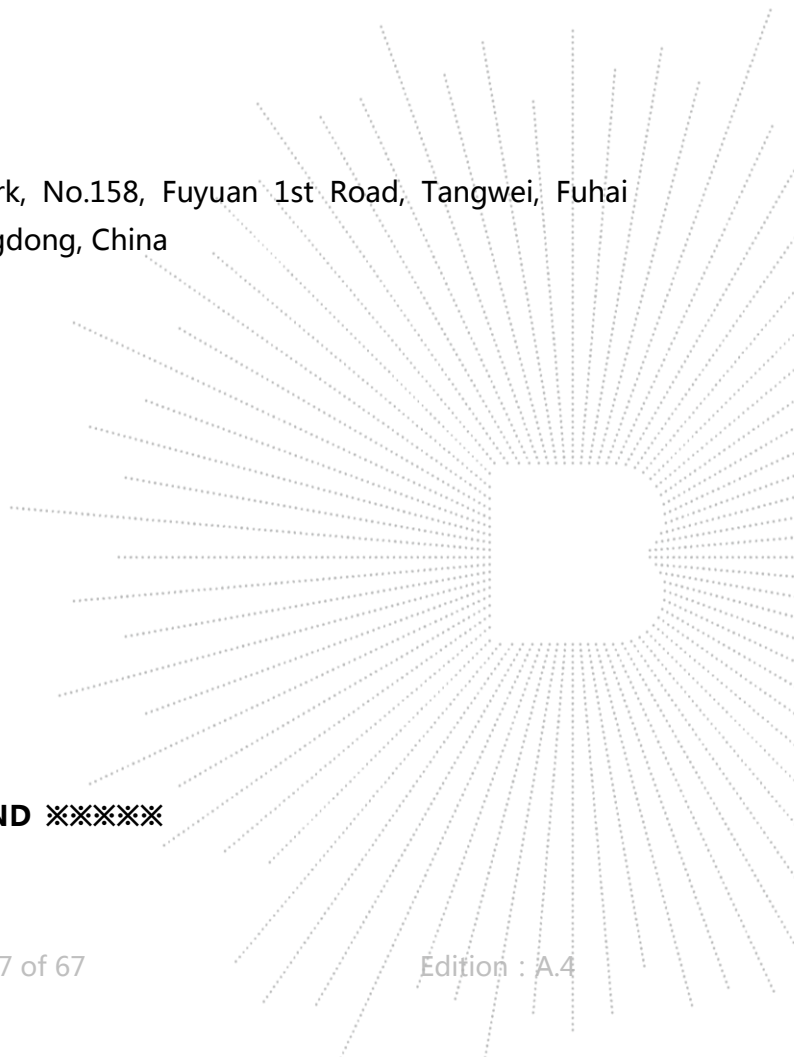 rk, No.158, Fuyuan 1st Road, Tangwei, Fuhai
gdong, China
ND ※※※※※
7 of 67 Edition : A.4